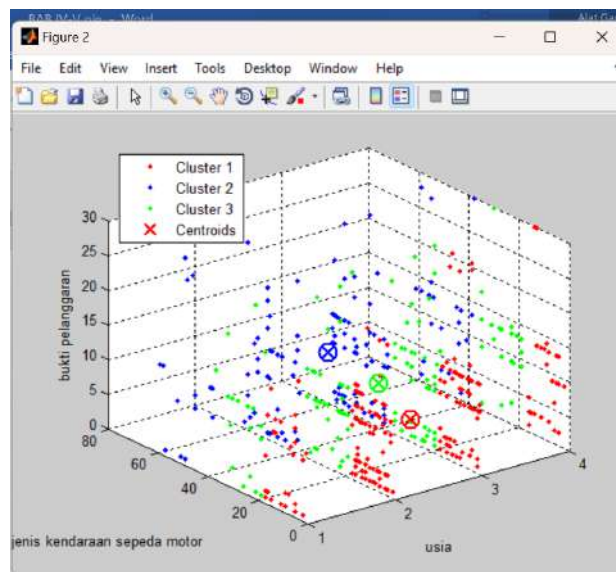 Figure 2
File Edit View Insert Tools Desktop Window Help
Cluster 1
Cluster 2
Cluster 3
Centroids
bukti pelanggaran
30
25
20
15
10
5
0
80
60
40
20
0
1
2
3
4
jenis kendaraan sepeda motor
usia